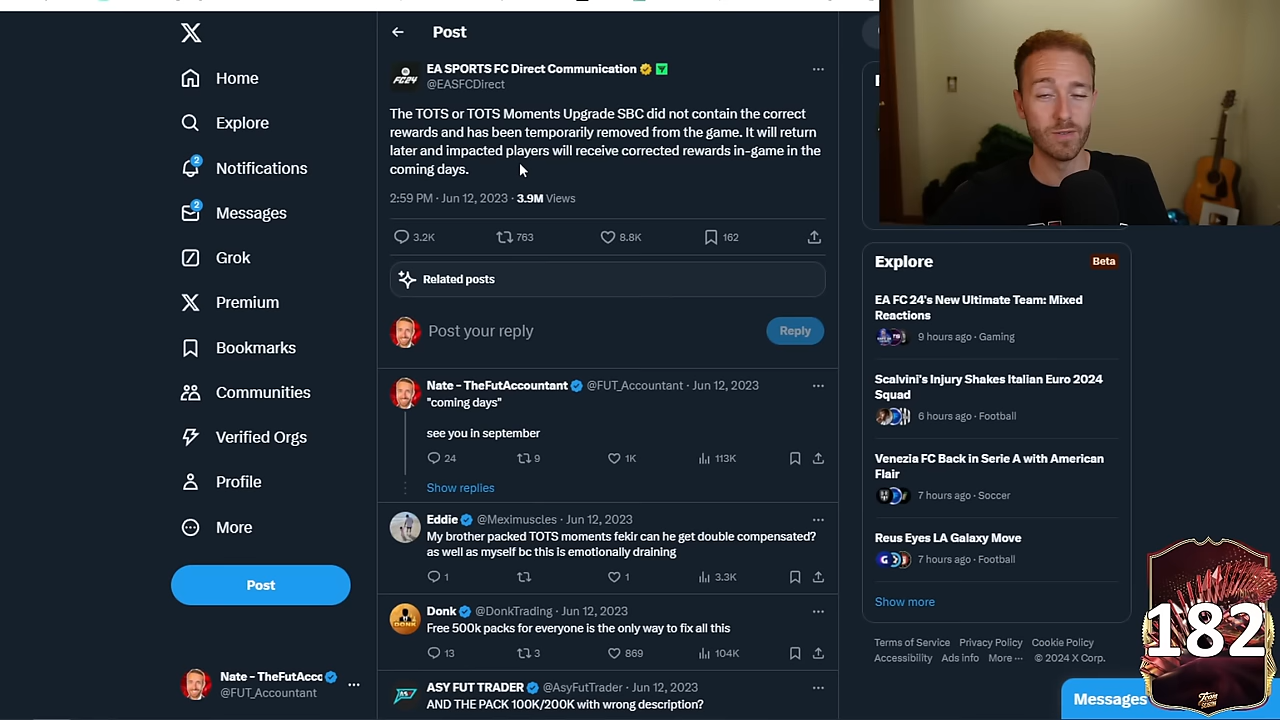 Post
EA SPORTS FC Direct Communication
@EASFCDirect
The TOTS or TOTS Moments Upgrade SBC did not contain the correct
rewards and has been temporarily removed from the game. It will return
later and impacted players will receive corrected rewards in-game in the
coming days.
2:59 PM · Jun 12, 2023 · 3.9M Views
3.2K 763 8.8K 162
Related posts
Post your reply
Reply
Nate - TheFutAccountant @FUT_Accountant · Jun 12, 2023
"coming days"
see you in september
24 9 1K 113K
Show replies
Eddie @Meximuscles · Jun 12, 2023
My brother packed TOTS moments fekir can he get double compensated?
as well as myself bc this is emotionally draining
1 1 3.3K
Donk @DonkTrading · Jun 12, 2023
Free 500k packs for everyone is the only way to fix all this
13 3 869 104K
ASY FUT TRADER @AsyFutTrader · Jun 12, 2023
AND THE PACK 100K/200K with wrong description?
Home
Explore
2
Notifications
2
Messages
Grok
Premium
Bookmarks
Communities
Verified Orgs
Profile
More
Post
Nate - TheFutAcc
@FUT_Accountant
Explore
Beta
EA FC 24's New Ultimate Team: Mixed
Reactions
9 hours ago · Gaming
Scalvini's Injury Shakes Italian Euro 2024
Squad
6 hours ago · Football
Venezia FC Back in Serie A with American
Flair
7 hours ago · Soccer
Reus Eyes LA Galaxy Move
7 hours ago · Football
Show more
Terms of Service Privacy Policy Cookie Policy
Accessibility Ads info More ··· © 2024 X Corp.
Messages
182